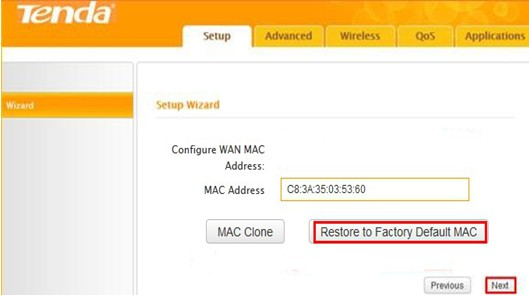 Tenda
Setup Advanced Wireless QoS Applications
Wizard
Setup Wizard
Configure WAN MAC
Address:
MAC Address C8:3A:35:03:53:60
MAC Clone Restore to Factory Default MAC
Previous Next